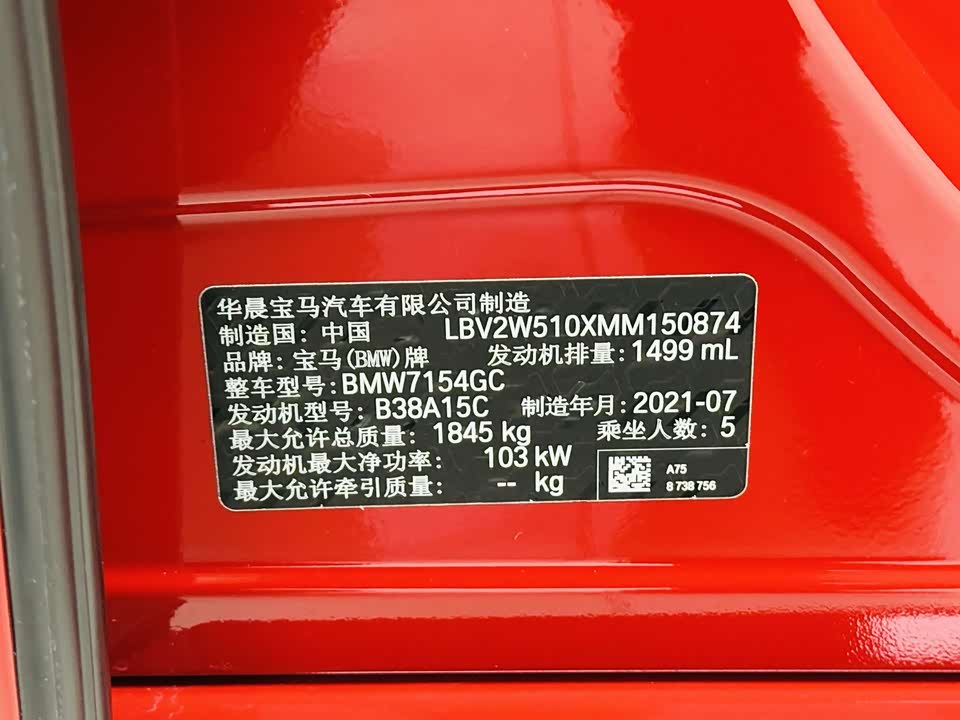 华晨宝马汽车有限公司制造
制造国: 中国 LBV2W510XMM150874
品牌: 宝马(BMW)牌 发动机排量: 1499 mL
整车型号: BMW7154GC
发动机型号: B38A15C 制造年月: 2021-07
最大允许总质量: 1845 kg 乘坐人数: 5
发动机最大净功率: 103 kW
最大允许牵引质量: -- kg
A75
8 738 756